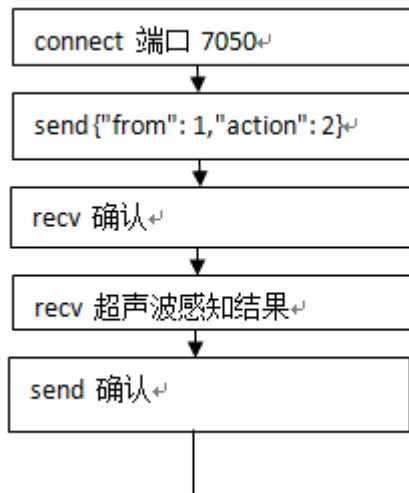 connect 端口 7050↵
send{"from": 1,"action": 2}↵
recv 确认↵
recv 超声波感知结果↵
send 确认↵